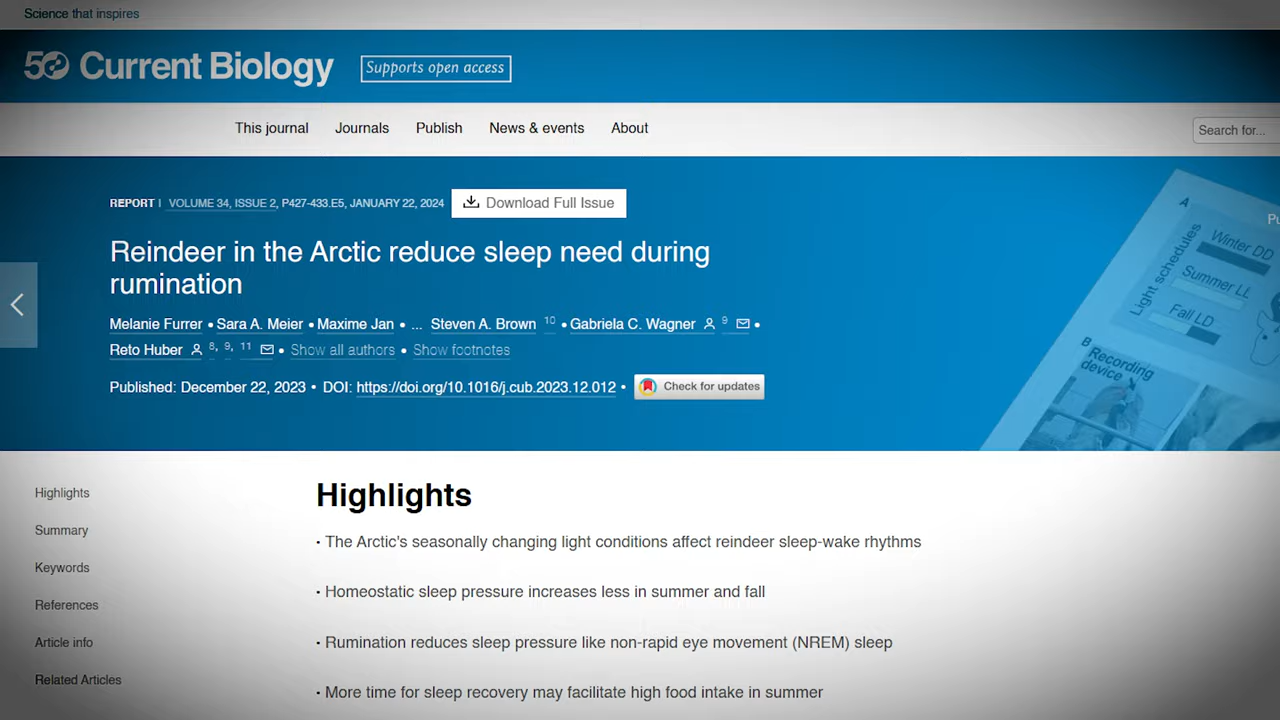 Science that inspires
50 Current Biology
Supports open access
This journal Journals Publish News & events About
Search for...
REPORT | VOLUME 34, ISSUE 2, P427-433.E5, JANUARY 22, 2024 Download Full Issue
Reindeer in the Arctic reduce sleep need during
rumination
Melanie Furrer • Sara A. Meier • Maxime Jan • ... Steven A. Brown 10 • Gabriela C. Wagner 9 •
Reto Huber 8, 9, 11 • Show all authors • Show footnotes
Published: December 22, 2023 • DOI: https://doi.org/10.1016/j.cub.2023.12.012 • Check for updates
A
Light schedules
Winter DD
Summer LL
Fall LD
B Recording
device
Highlights
Summary
Keywords
References
Article info
Related Articles
Highlights
• The Arctic's seasonally changing light conditions affect reindeer sleep-wake rhythms
• Homeostatic sleep pressure increases less in summer and fall
• Rumination reduces sleep pressure like non-rapid eye movement (NREM) sleep
• More time for sleep recovery may facilitate high food intake in summer